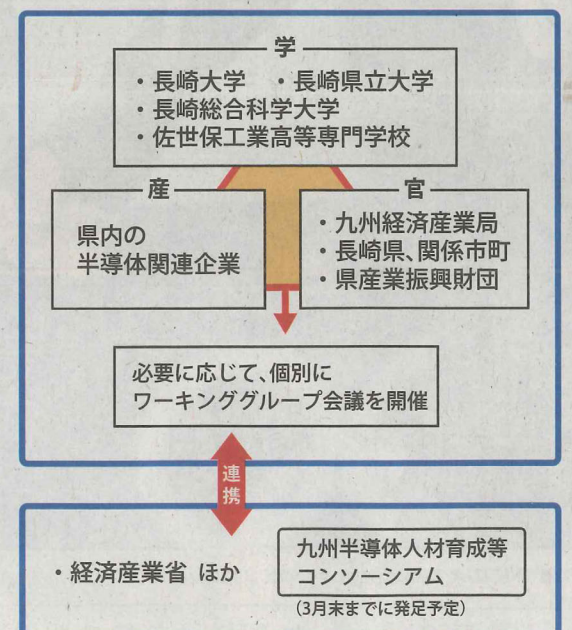 学
・長崎大学 ・長崎県立大学
・長崎総合科学大学
・佐世保工業高等専門学校
産
県内の
半導体関連企業
官
・九州経済産業局
・長崎県、関係市町
・県産業振興財団
必要に応じて、個別に
ワーキンググループ会議を開催
連携
・経済産業省 ほか
九州半導体人材育成等
コンソーシアム
(3月末までに発足予定)